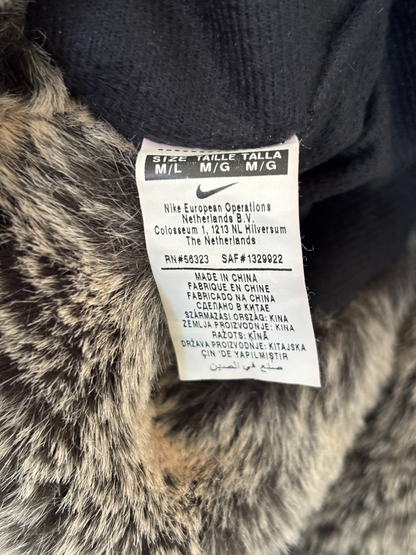 SIZE TAILLE TALLA
M/L M/G M/G
Nike European Operations
Netherlands B.V.
Colosseum 1, 1213 NL Hilversum
The Netherlands
RN#56323 SAF#1329922
MADE IN CHINA
FABRIQUE EN CHINE
FABRICADO NA CHINA
СДЕЛАНО В КИТАЕ
SZÁRMAZÁSI ORSZÁG: KÍNA
ZEMLJA PROIZVODNJE: KINA
RAŽOTS: ĶĪNĀ
DRŽAVA PROIZVODNJE: KITAJSKA
ÇİN 'DE YAPILMIŞTIR
صنع في الصين